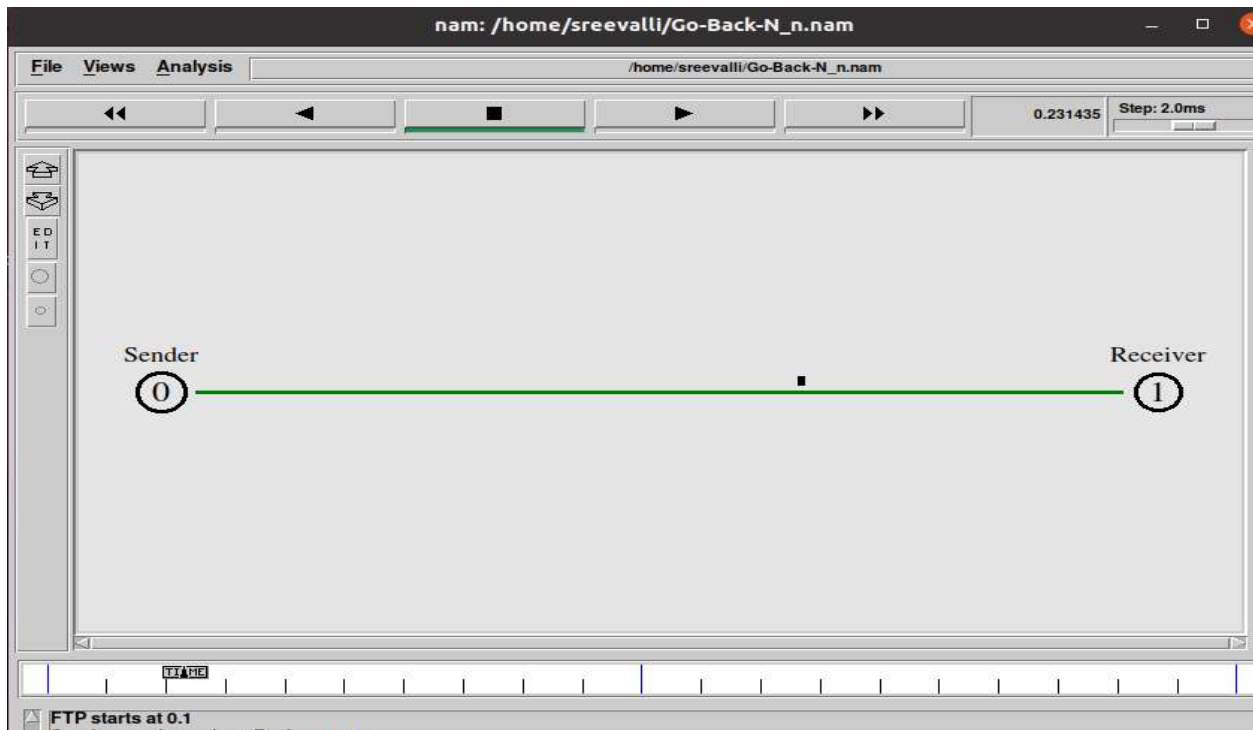 nam: /home/sreevalli/Go-Back-N_n.nam
File Views Analysis /home/sreevalli/Go-Back-N_n.nam
0.231435 Step: 2.0ms
ED
IT
Sender Receiver
0 1
TIME
FTP starts at 0.1